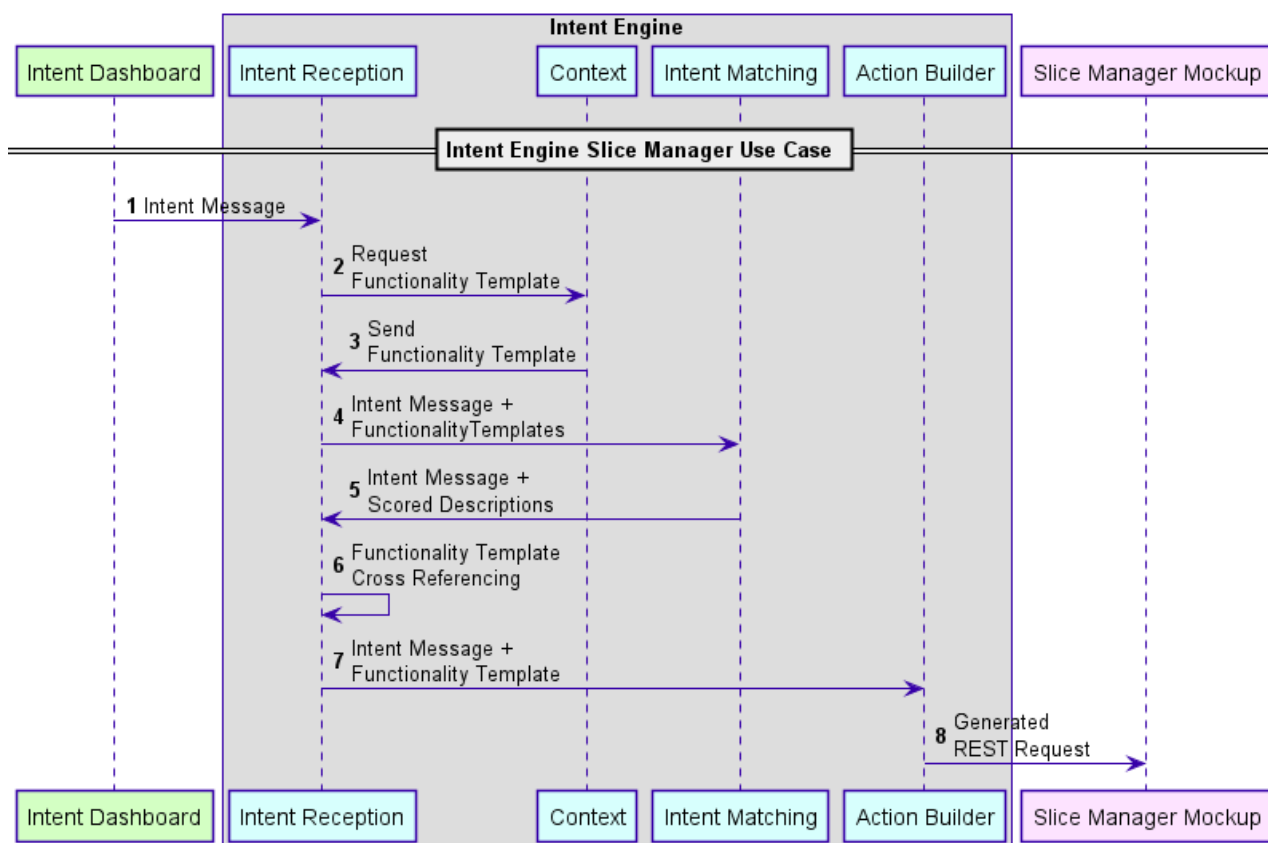 Intent Engine
Intent Dashboard
Intent Reception
Context
Intent Matching
Action Builder
Slice Manager Mockup
Intent Engine Slice Manager Use Case
1 Intent Message
2 Request
Functionality Template
3 Send
Functionality Template
4 Intent Message +
FunctionalityTemplates
5 Intent Message +
Scored Descriptions
6 Functionality Template
Cross Referencing
7 Intent Message +
Functionality Template
8 Generated
REST Request
Intent Dashboard
Intent Reception
Context
Intent Matching
Action Builder
Slice Manager Mockup